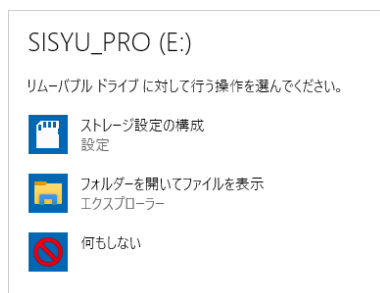 SISYU_PRO (E:)
リムーバブル ドライブ に対して行う操作を選んでください。
ストレージ設定の構成
設定
フォルダーを開いてファイルを表示
エクスプローラー
何もしない